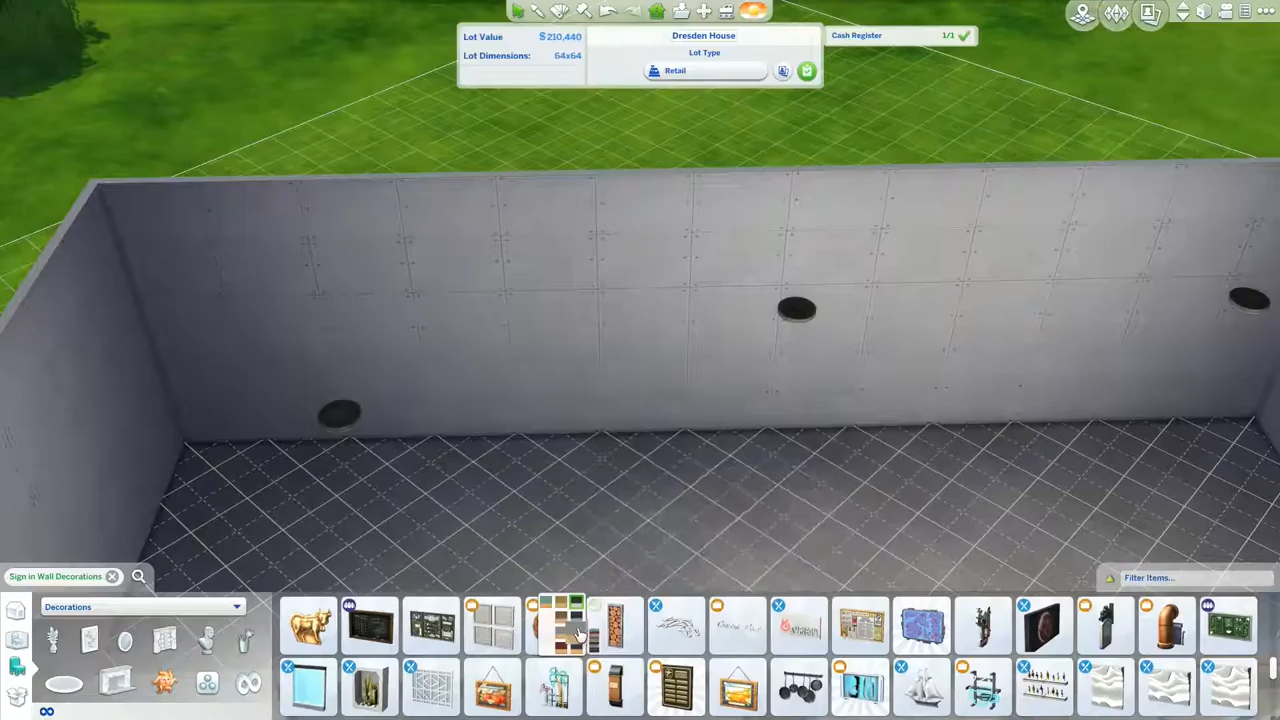 Lot Value §210,440
Lot Dimensions: 64x64
Dresden House
Lot Type
Retail
Cash Register 1/1
Sign in Wall Decorations
Filter Items...
Decorations